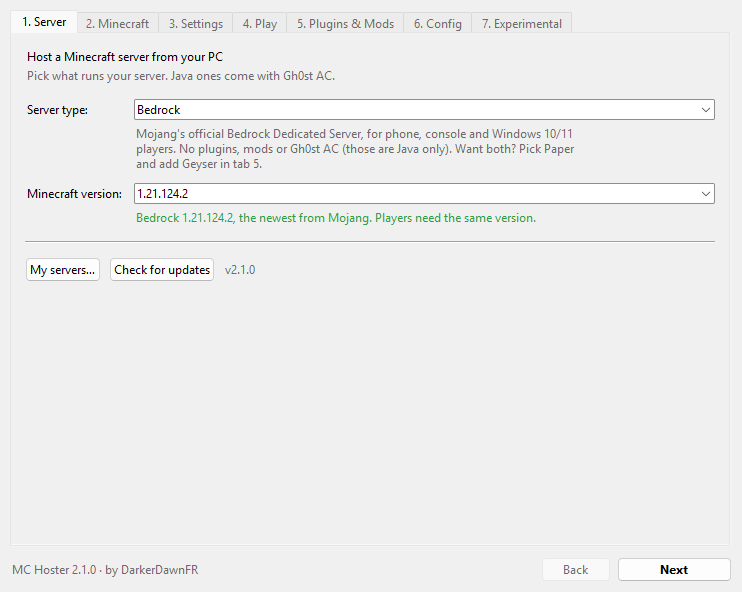 1. Server
2. Minecraft
3. Settings
4. Play
5. Plugins & Mods
6. Config
7. Experimental
Host a Minecraft server from your PC
Pick what runs your server. Java ones come with Gh0st AC.
Server type:
Bedrock
Mojang's official Bedrock Dedicated Server, for phone, console and Windows 10/11
players. No plugins, mods or Gh0st AC (those are Java only). Want both? Pick Paper
and add Geyser in tab 5.
Minecraft version:
1.21.124.2
Bedrock 1.21.124.2, the newest from Mojang. Players need the same version.
My servers...
Check for updates
v2.1.0
MC Hoster 2.1.0 · by DarkerDawnFR
Back
Next